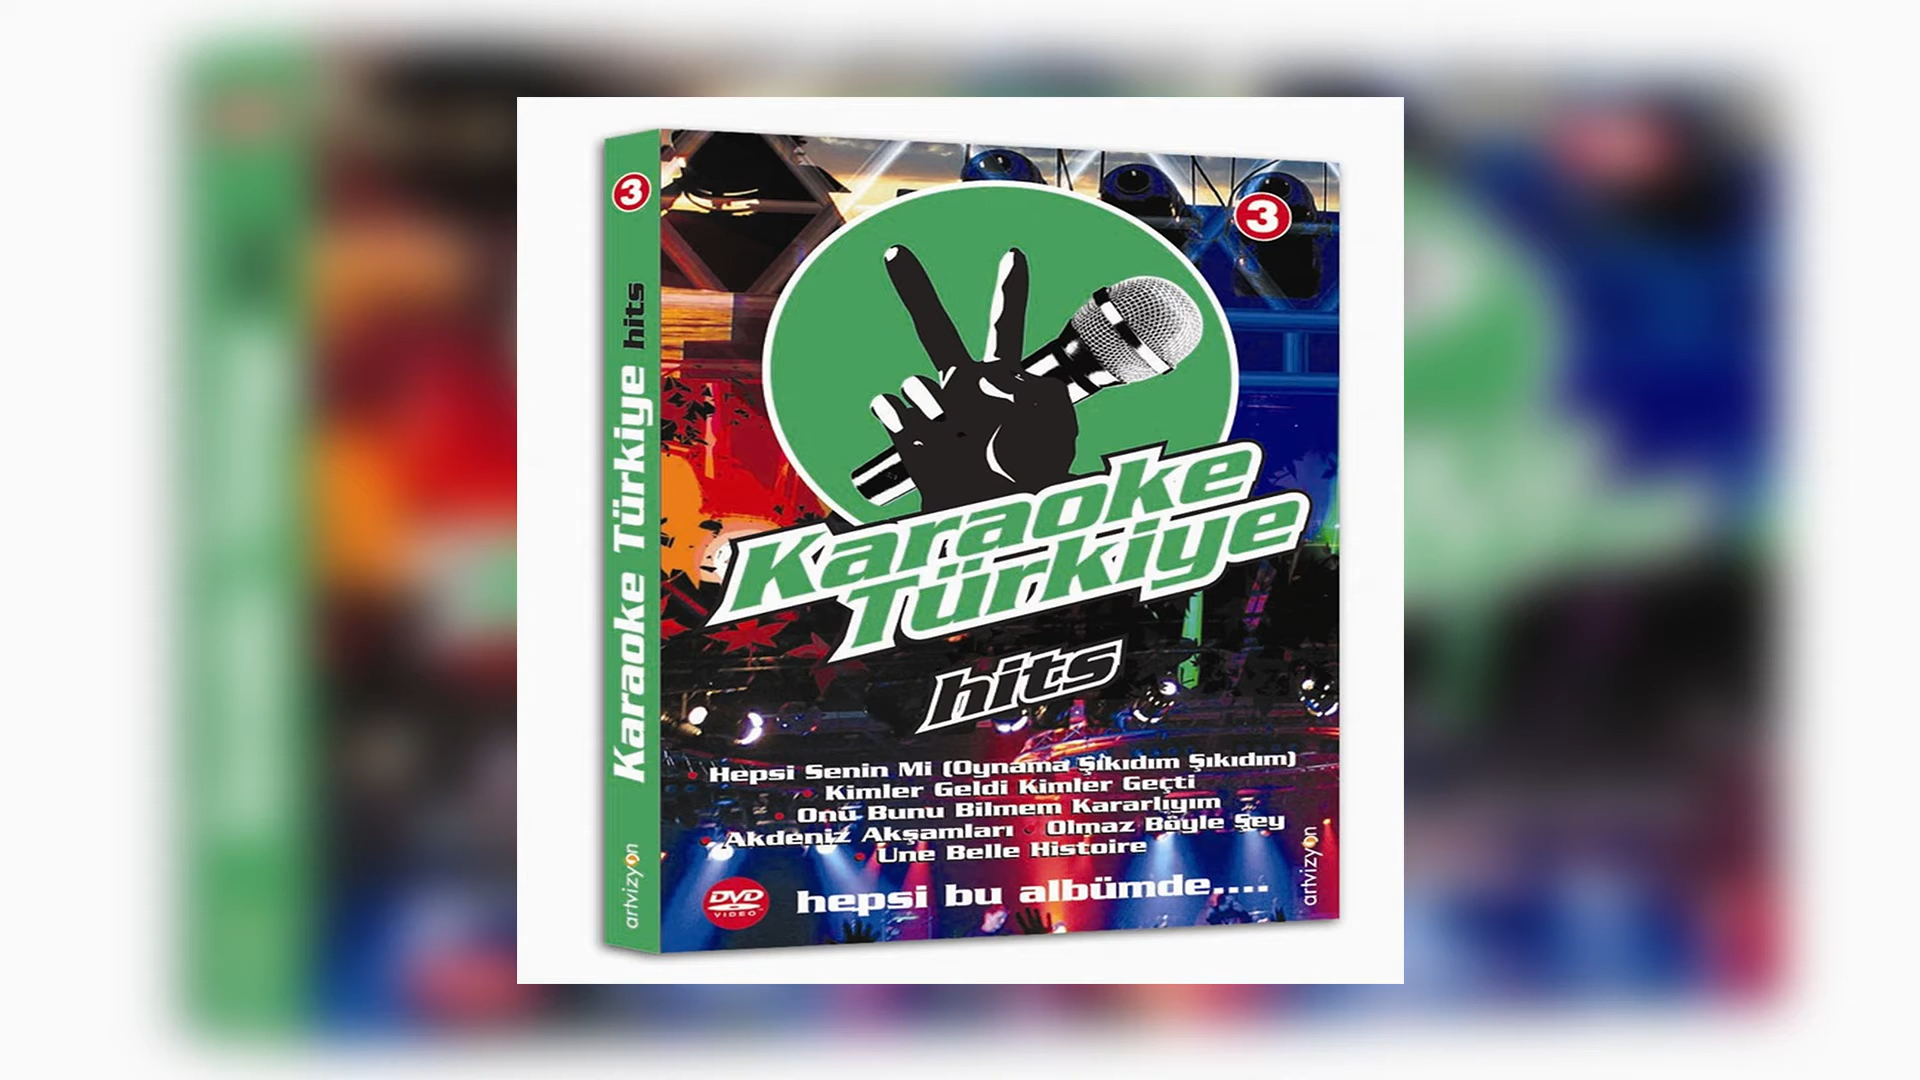 3
Karaoke Türkiye hits
artvizyon
3
Karaoke
Türkiye
hits
• Hepsi Senin Mi (Oynama Şıkıdım Şıkıdım)
• Kimler Geldi Kimler Geçti
• Onu Bunu Bilmem Kararlıyım
• Akdeniz Akşamları • Olmaz Böyle Şey
• Une Belle Histoire
DVD
VIDEO
hepsi bu albümde....
artvizyon